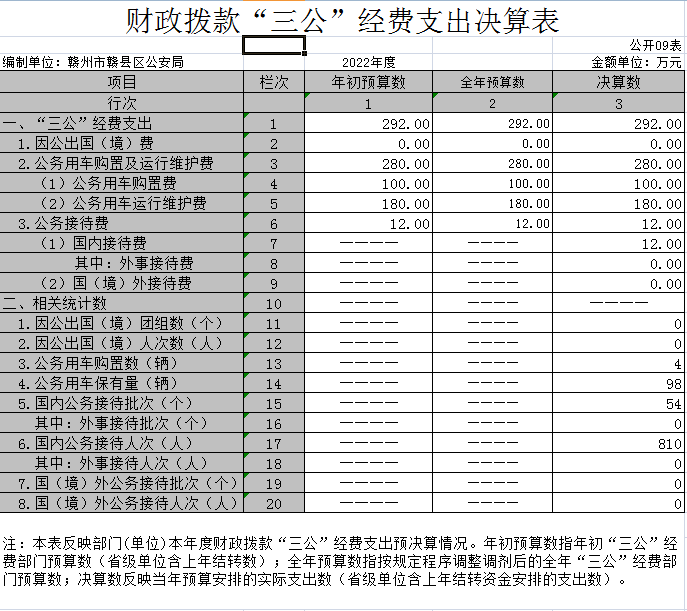 财政拨款“三公”经费支出决算表
公开09表
编制单位：赣州市赣县区公安局 2022年度 金额单位：万元
项目 栏次 年初预算数 全年预算数 决算数
行次 1 2 3
一、“三公”经费支出 1 292.00 292.00 292.00
1.因公出国（境）费 2 0.00 0.00 0.00
2.公务用车购置及运行维护费 3 280.00 280.00 280.00
（1）公务用车购置费 4 100.00 100.00 100.00
（2）公务用车运行维护费 5 180.00 180.00 180.00
3.公务接待费 6 12.00 12.00 12.00
（1）国内接待费 7 ———— ———— 12.00
其中：外事接待费 8 ———— ———— 0.00
（2）国（境）外接待费 9 ———— ———— 0.00
二、相关统计数 10 ———— ———— ————
1.因公出国（境）团组数（个） 11 ———— ———— 0
2.因公出国（境）人次数（人） 12 ———— ———— 0
3.公务用车购置数（辆） 13 ———— ———— 4
4.公务用车保有量（辆） 14 ———— ———— 98
5.国内公务接待批次（个） 15 ———— ———— 54
其中：外事接待批次（个） 16 ———— ———— 0
6.国内公务接待人次（人） 17 ———— ———— 810
其中：外事接待人次（人） 18 ———— ———— 0
7.国（境）外公务接待批次（个） 19 ———— ———— 0
8.国（境）外公务接待人次（人） 20 ———— ———— 0
注：本表反映部门(单位)本年度财政拨款“三公”经费支出预决算情况。年初预算数指年初“三公”经
费部门预算数（省级单位含上年结转数）；全年预算数指按规定程序调整调剂后的全年“三公”经费部
门预算数；决算数反映当年预算安排的实际支出数（省级单位含上年结转资金安排的支出数）。